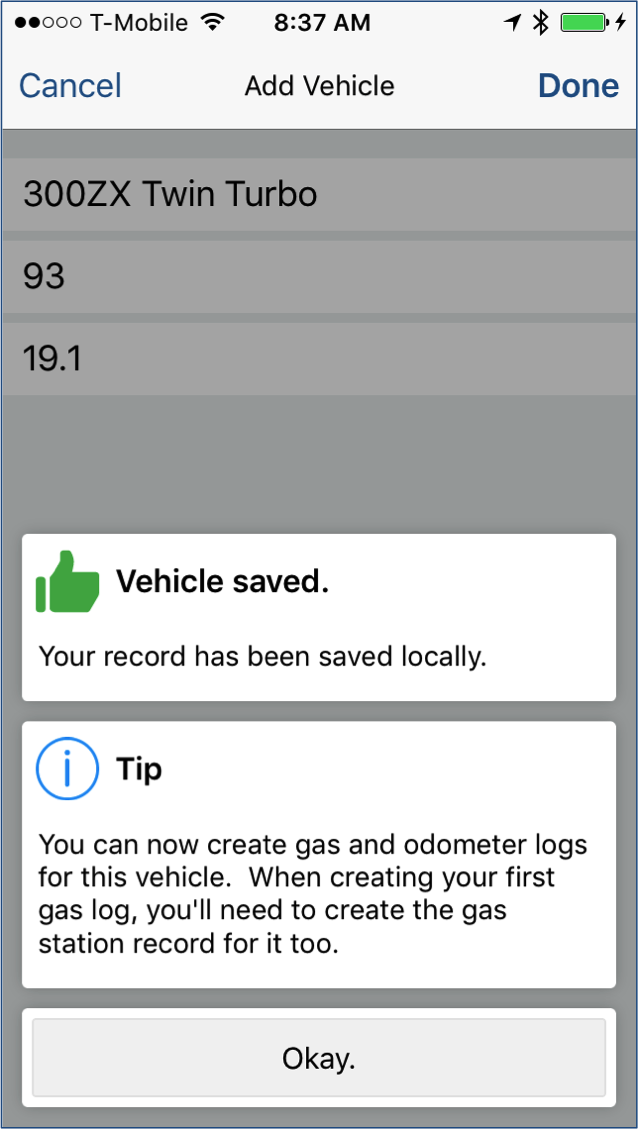 T-Mobile 8:37 AM
Cancel Add Vehicle Done
300ZX Twin Turbo
93
19.1
Vehicle saved.
Your record has been saved locally.
Tip
You can now create gas and odometer logs
for this vehicle.  When creating your first
gas log, you'll need to create the gas
station record for it too.
Okay.